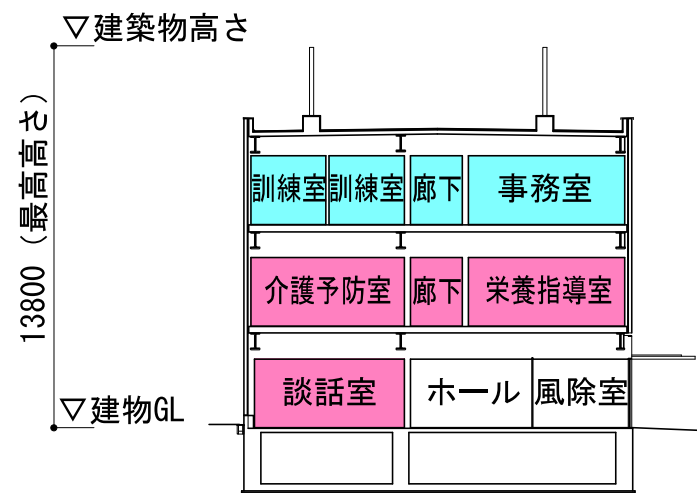 ▽建築物高さ
13800 (最高高さ)
訓練室 訓練室 廊下 事務室
介護予防室 廊下 栄養指導室
談話室 ホール 風除室
▽建物GL